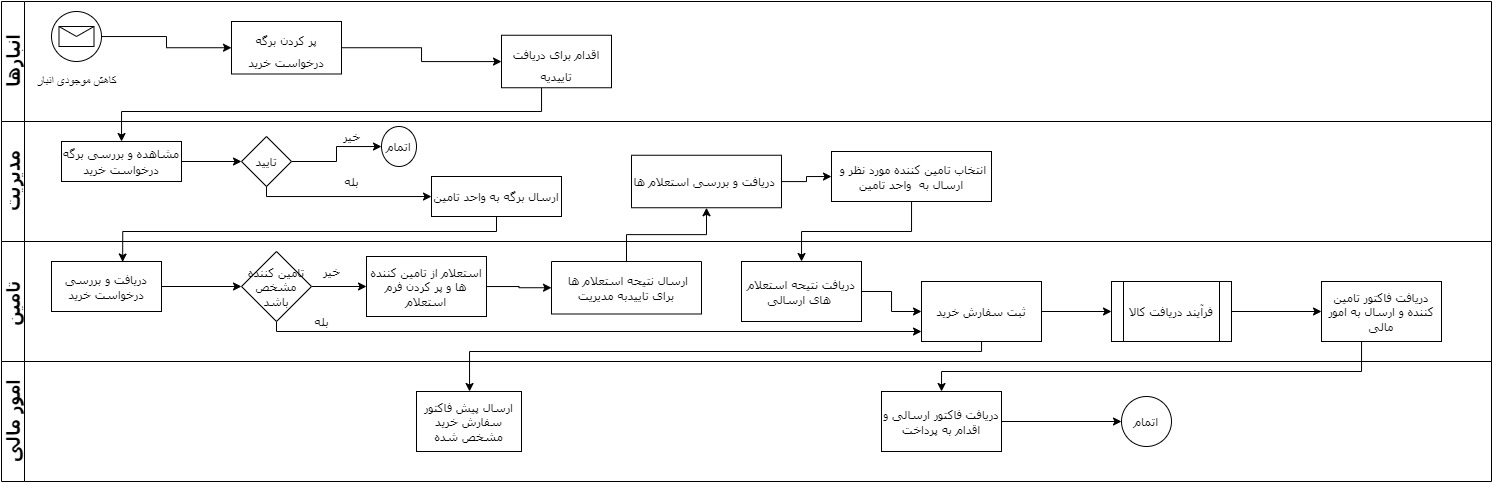 انبارها
کاهش موجودی انبار
پر کردن برگه
درخواست خرید
اقدام برای دریافت
تاییدیه
مدیریت
مشاهده و بررسی برگه
درخواست خرید
تایید
خیر
اتمام
بله
ارسال برگه به واحد تامین
دریافت و بررسی استعلام ها
انتخاب تامین کننده مورد نظر و
ارسال به واحد تامین
تامین
دریافت و بررسی
درخواست خرید
تامین کننده
مشخص
باشد
خیر
بله
استعلام از تامین کننده
ها و پر کردن فرم
استعلام
ارسال نتیحه استعلام ها
برای تاییدبه مدیریت
دریافت نتیجه استعلام
های ارسالی
ثبت سفارش خرید
فرآیند دریافت کالا
دریافت فاکتور تامین
کننده و ارسال به امور
مالی
امور مالی
ارسال پیش فاکتور
سفارش خرید
مشخص شده
دریافت فاکتور ارسالی و
اقدام به پرداخت
اتمام